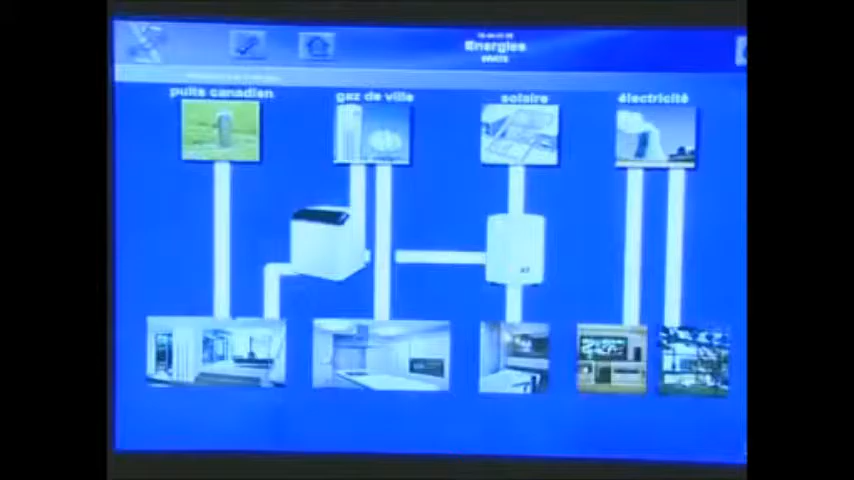 Energies
puits canadien
gaz de ville
solaire
électricité